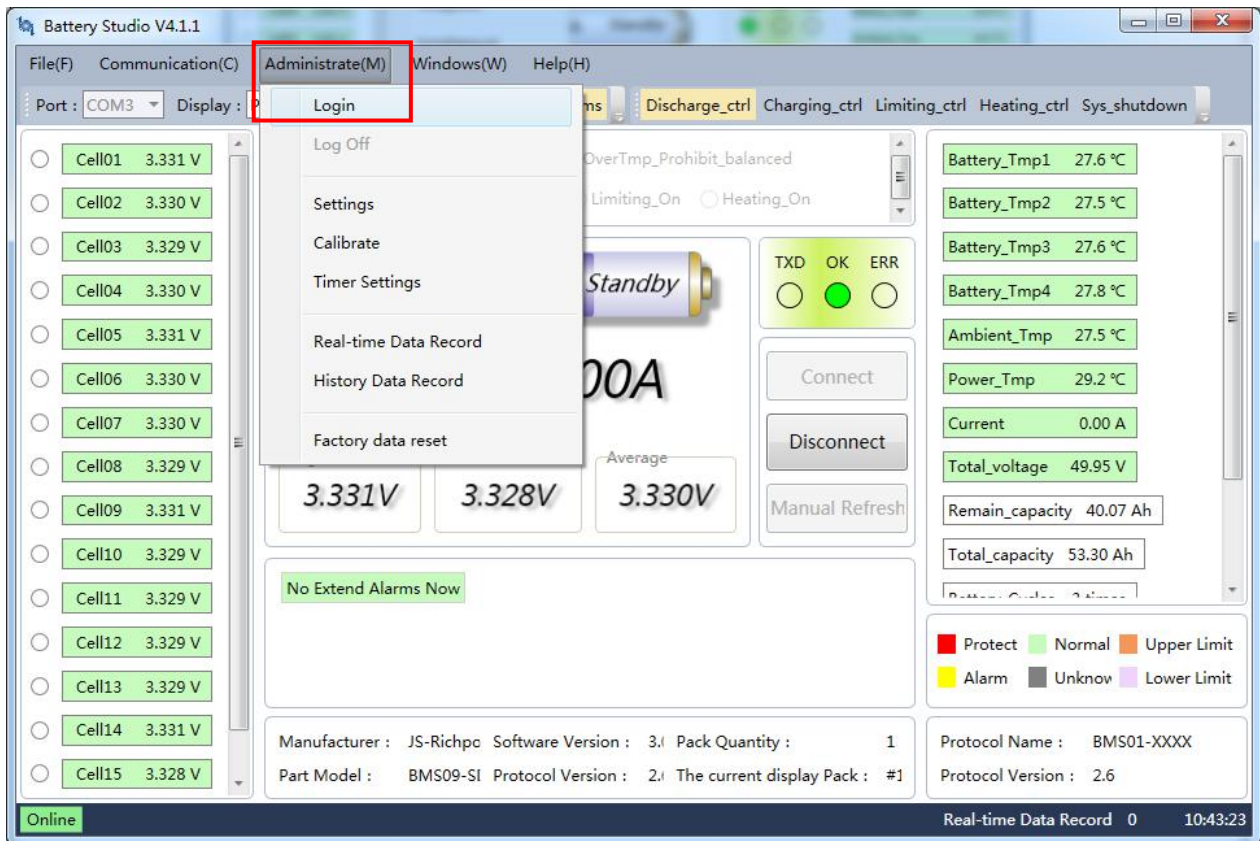 Battery Studio V4.1.1
File(F) Communication(C) Administrate(M) Windows(W) Help(H)
Port : COM3 Display : Discharge_ctrl Charging_ctrl Limiting_ctrl Heating_ctrl Sys_shutdown
Login
Log Off
Settings
Calibrate
Timer Settings
Real-time Data Record
History Data Record
Factory data reset
Cell01 3.331 V
Cell02 3.330 V
Cell03 3.329 V
Cell04 3.330 V
Cell05 3.331 V
Cell06 3.330 V
Cell07 3.330 V
Cell08 3.329 V
Cell09 3.331 V
Cell10 3.329 V
Cell11 3.329 V
Cell12 3.329 V
Cell13 3.329 V
Cell14 3.331 V
Cell15 3.328 V
OverTmp_Prohibit_balanced
Limiting_On Heating_On
Standby
00A
Average
3.331V 3.328V 3.330V
TXD OK ERR
Connect
Disconnect
Manual Refresh
No Extend Alarms Now
Battery_Tmp1 27.6 ℃
Battery_Tmp2 27.5 ℃
Battery_Tmp3 27.6 ℃
Battery_Tmp4 27.8 ℃
Ambient_Tmp 27.5 ℃
Power_Tmp 29.2 ℃
Current 0.00 A
Total_voltage 49.95 V
Remain_capacity 40.07 Ah
Total_capacity 53.30 Ah
Protect Normal Upper Limit
Alarm Unknov Lower Limit
Manufacturer : JS-Richpo Software Version : 3. Pack Quantity : 1
Part Model : BMS09-SI Protocol Version : 2. The current display Pack : #1
Protocol Name : BMS01-XXXX
Protocol Version : 2.6
Online Real-time Data Record 0 10:43:23